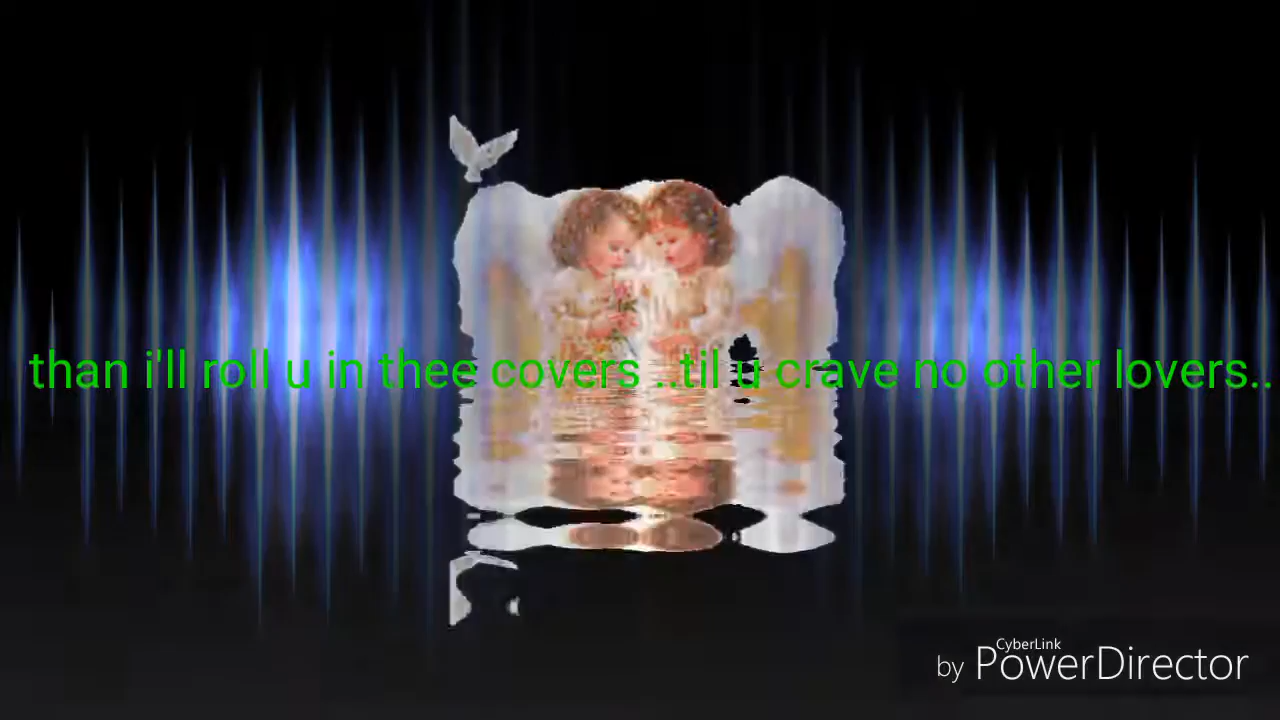 than i'll roll u in thee covers ..til u crave no other lovers..
CyberLink
by PowerDirector